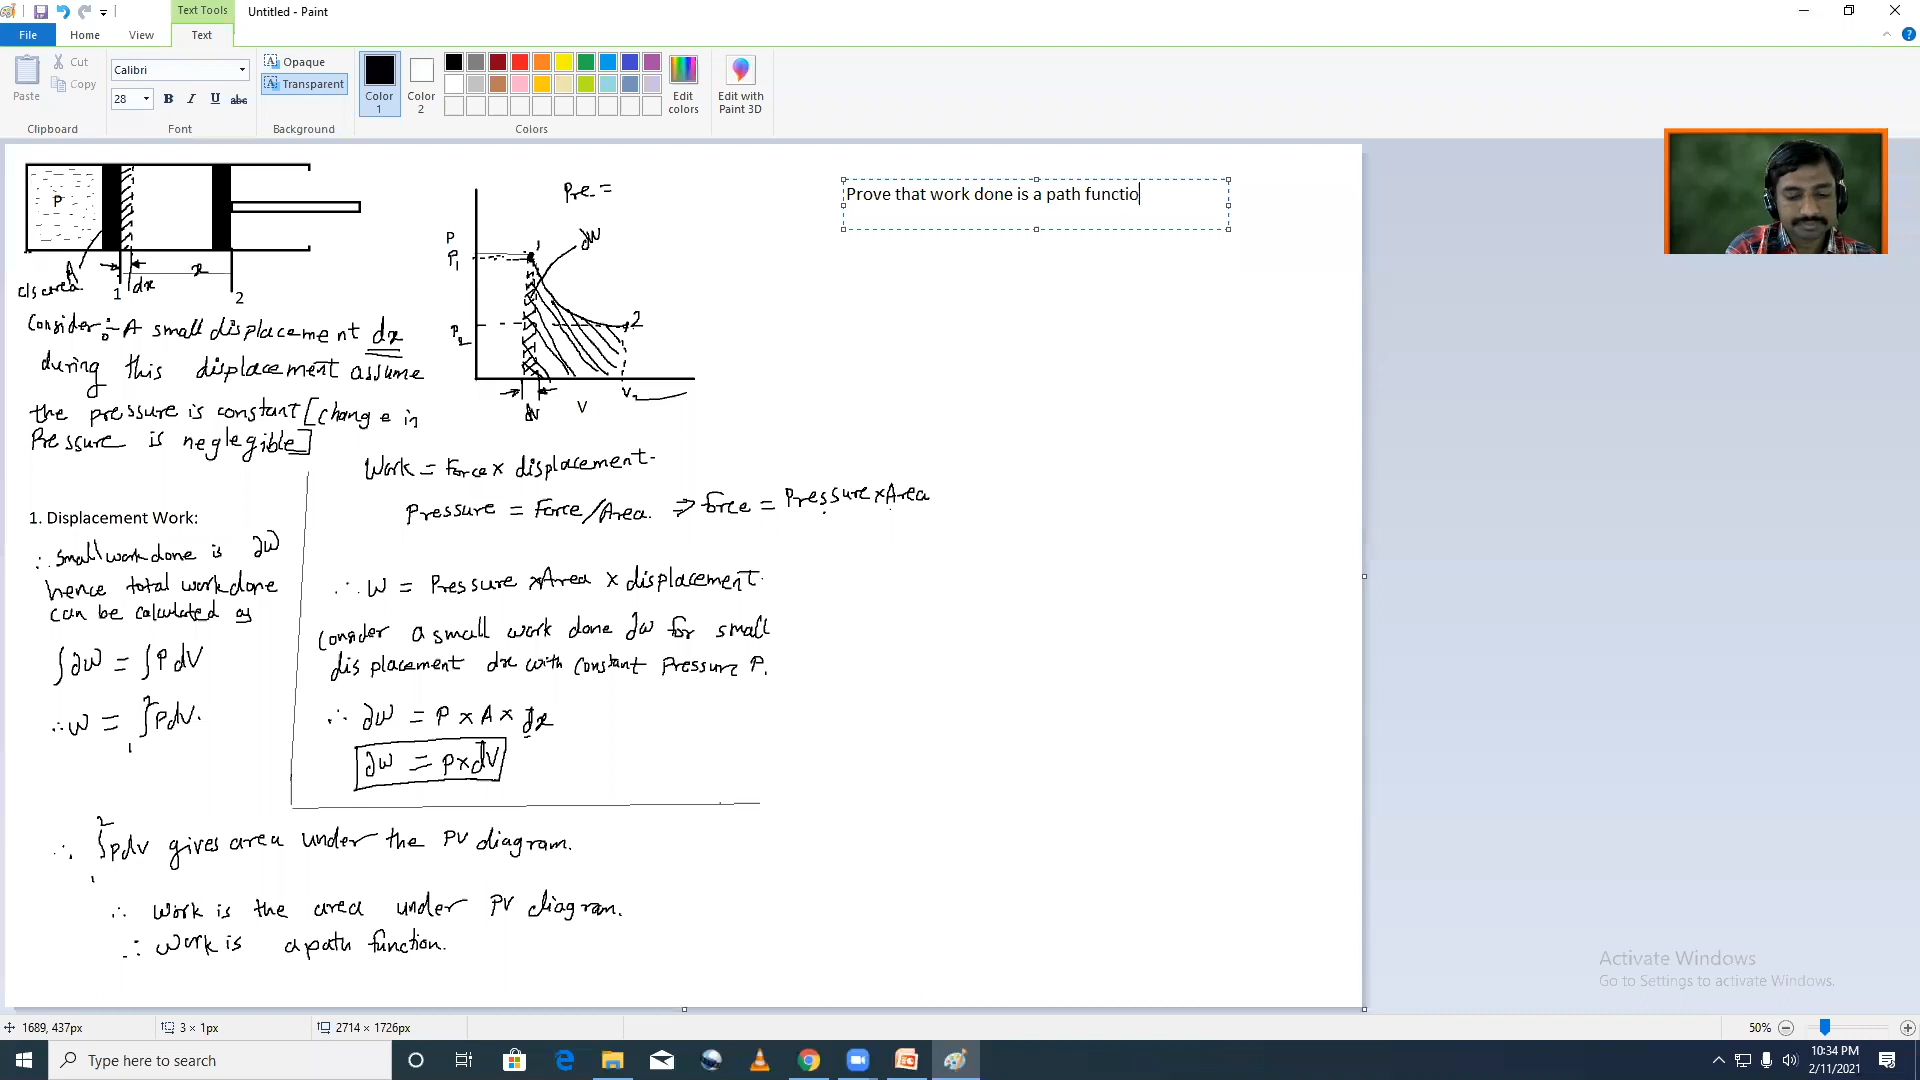 Text Tools
Untitled - Paint
File
Home
View
Text
Paste
Cut
Copy
Clipboard
Calibri
28
B I U abc
Font
Opaque
Transparent
Background
Color 1
Color 2
Edit colors
Colors
Edit with Paint 3D
Prove that work done is a path functio
P
A
c/s area.
1
dx
x
2
Pre- =
P
P1
1
∂W
P2
2
dv
V
V2
Consider:- A small displacement dx
during this displacement assume
the pressure is constant [change in
Pressure is neglegible]
Work = Force x displacement.
Pressure = Force/Area. ⇒ force = Pressure x Area
1. Displacement Work:
∴ small work done is ∂W
hence total work done
can be calculated as
∫∂W = ∫P dV
∴ W = ∫₁² P dV.
∴ W = Pressure x Area x displacement.
Consider a small work done ∂W for small
displacement dx with constant pressure P.
∴ ∂W = P x A x dx
∂W = P x dV
∴ ∫₁² P dV gives area under the PV diagram.
∴ Work is the area under PV diagram.
∴ Work is a path function.
Activate Windows
Go to Settings to activate Windows.
1689, 437px
3 × 1px
2714 × 1726px
50%
Type here to search
10:34 PM
2/11/2021